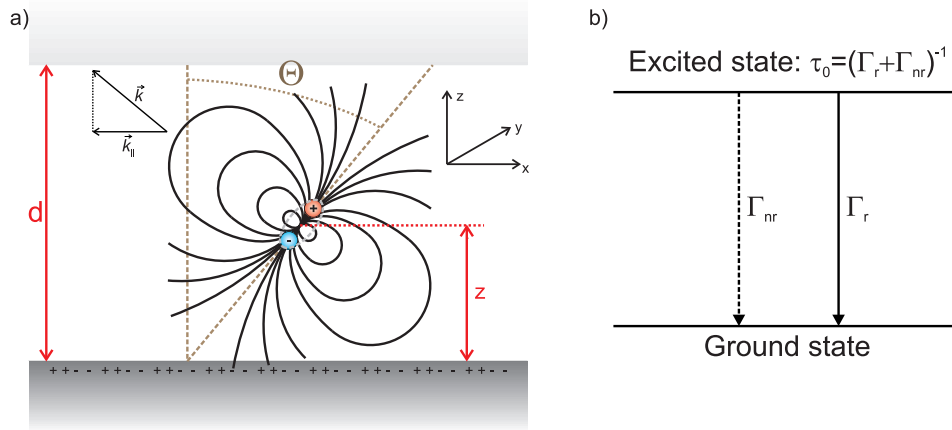 a)
Θ
k⃗
k⃗∥
z
y
x
d
+
-
z
++-- ++-- ++-- ++-- ++-- ++-- ++-- ++--
b)
Excited state: τ₀=(Γr+Γnr)⁻¹
Γnr
Γr
Ground state